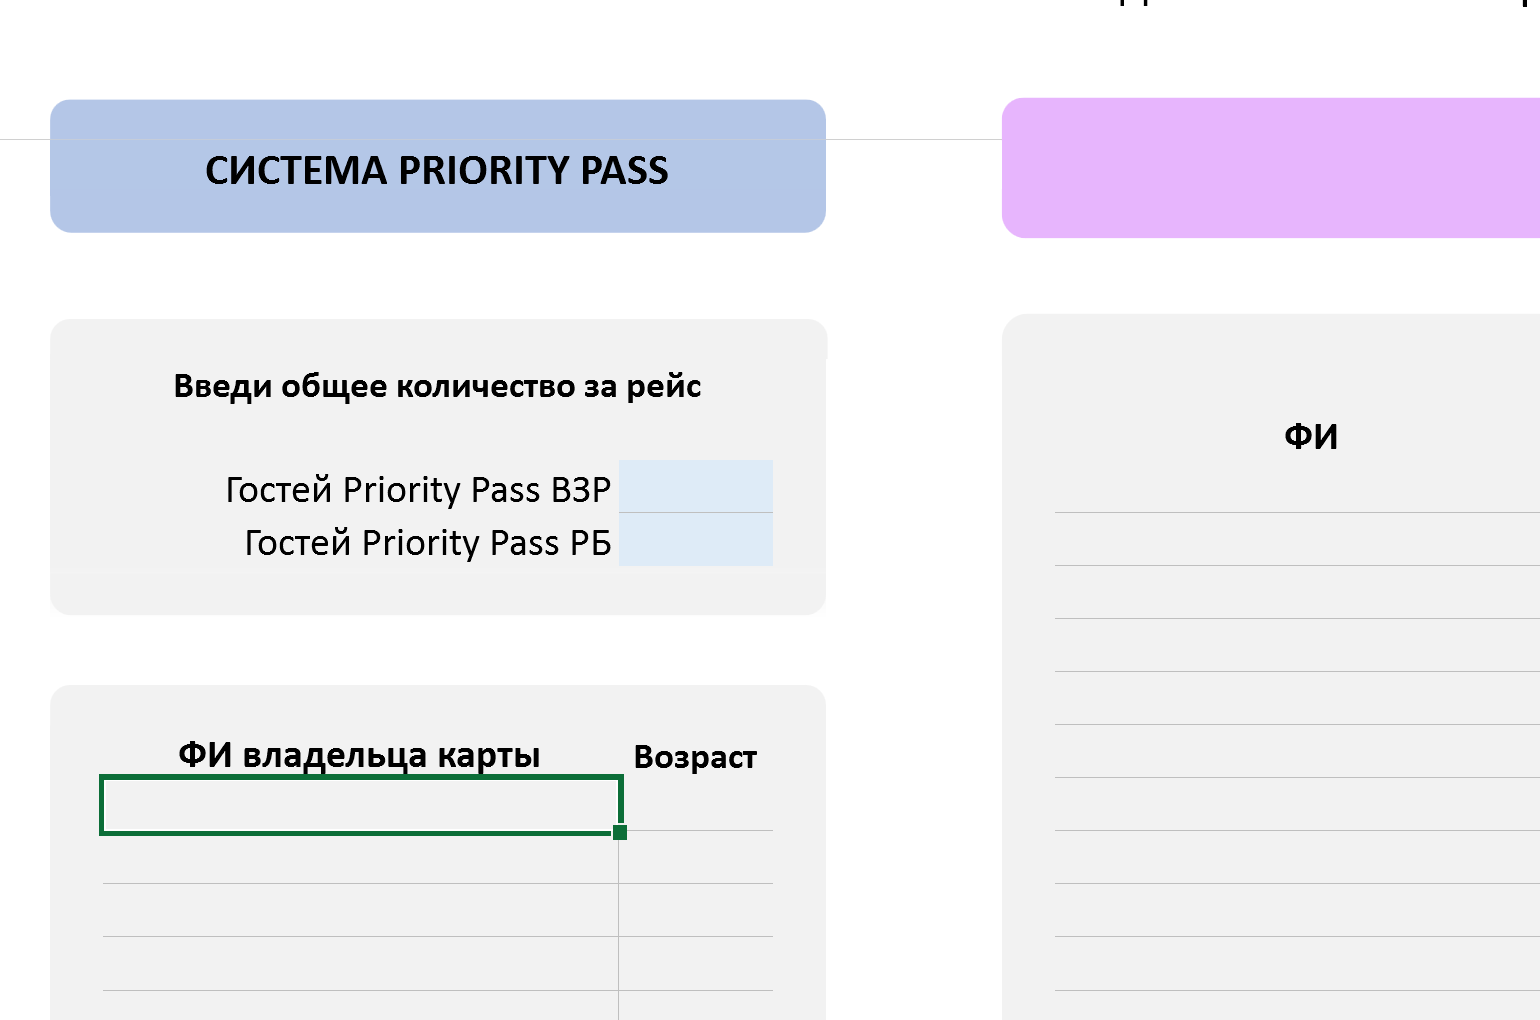 СИСТЕМА PRIORITY PASS
Введи общее количество за рейс
Гостей Priority Pass ВЗР
Гостей Priority Pass РБ
ФИ владельца карты
Возраст
ФИ